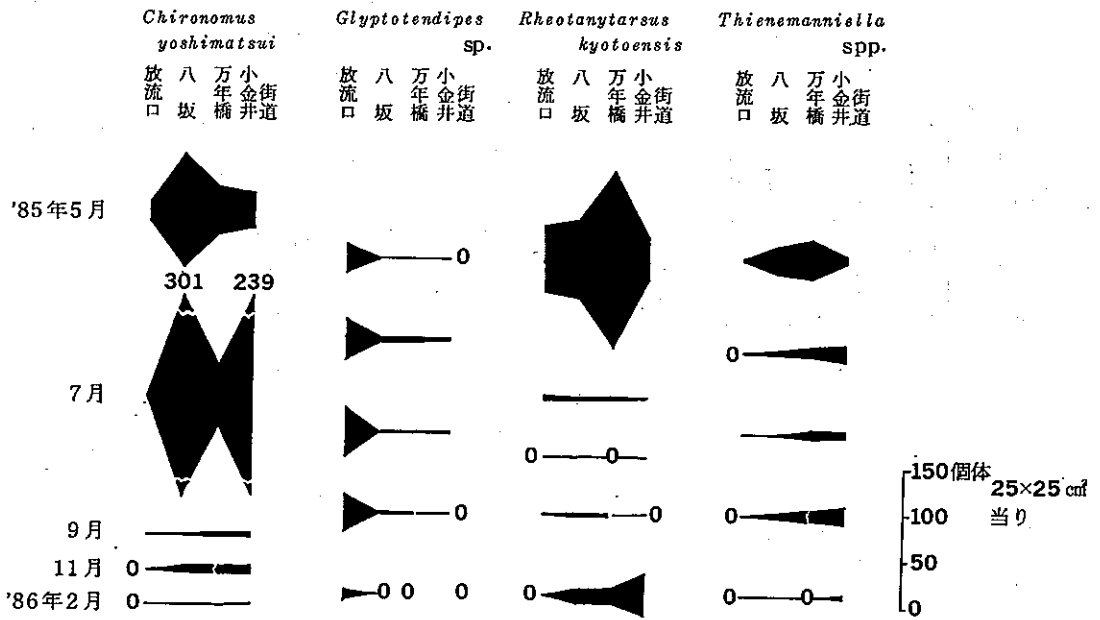 Chironomus yoshimatsui
Glyptotendipes sp.
Rheotanytarsus kyotoensis
Thienemanniella spp.
放流口 八坂 万年橋 小金井街道
放流口 八坂 万年橋 小金井街道
放流口 八坂 万年橋 小金井街道
放流口 八坂 万年橋 小金井街道
'85年5月
0
301 239
0
7月
0 0
150個体
25×25㎠
当り
100
50
0
9月
0 0 0
11月 0
'86年2月 0
0 0 0
0
0 0